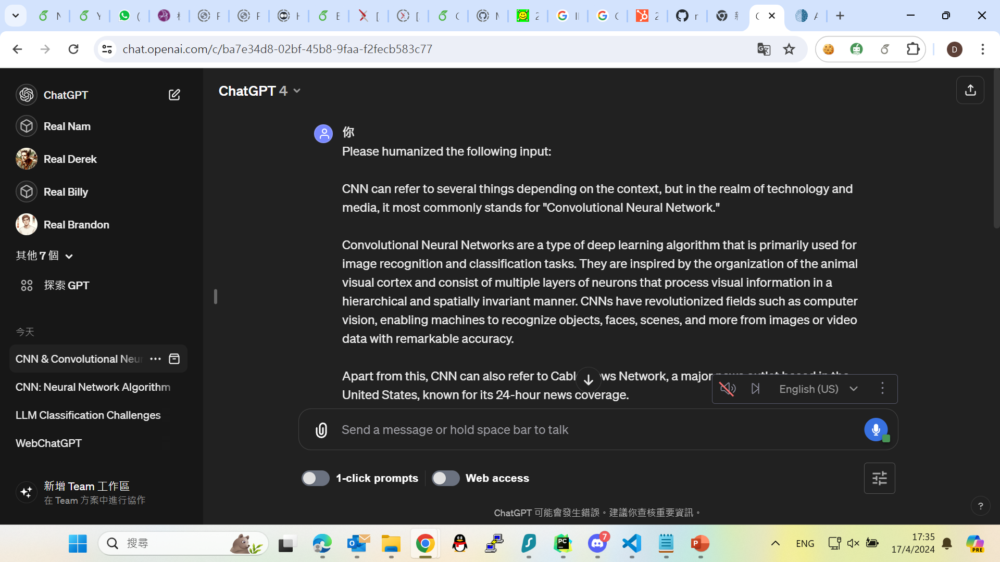 chat.openai.com/c/ba7e34d8-02bf-45b8-9faa-f2fecb583c77
D
ChatGPT
Real Nam
Real Derek
Real Billy
Real Brandon
其他 7 個
探索 GPT
今天
CNN & Convolutional Neur
CNN: Neural Network Algorithm
LLM Classification Challenges
WebChatGPT
新增 Team 工作區
在 Team 方案中進行協作
ChatGPT 4
你
Please humanized the following input:
CNN can refer to several things depending on the context, but in the realm of technology and
media, it most commonly stands for "Convolutional Neural Network."
Convolutional Neural Networks are a type of deep learning algorithm that is primarily used for
image recognition and classification tasks. They are inspired by the organization of the animal
visual cortex and consist of multiple layers of neurons that process visual information in a
hierarchical and spatially invariant manner. CNNs have revolutionized fields such as computer
vision, enabling machines to recognize objects, faces, scenes, and more from images or video
data with remarkable accuracy.
Apart from this, CNN can also refer to Cable News Network, a major news outlet based in the
United States, known for its 24-hour news coverage.
English (US)
Send a message or hold space bar to talk
1-click prompts
Web access
ChatGPT 可能會發生錯誤。建議你查核重要資訊。
?
搜尋
7
ENG
17:35
17/4/2024
PRE